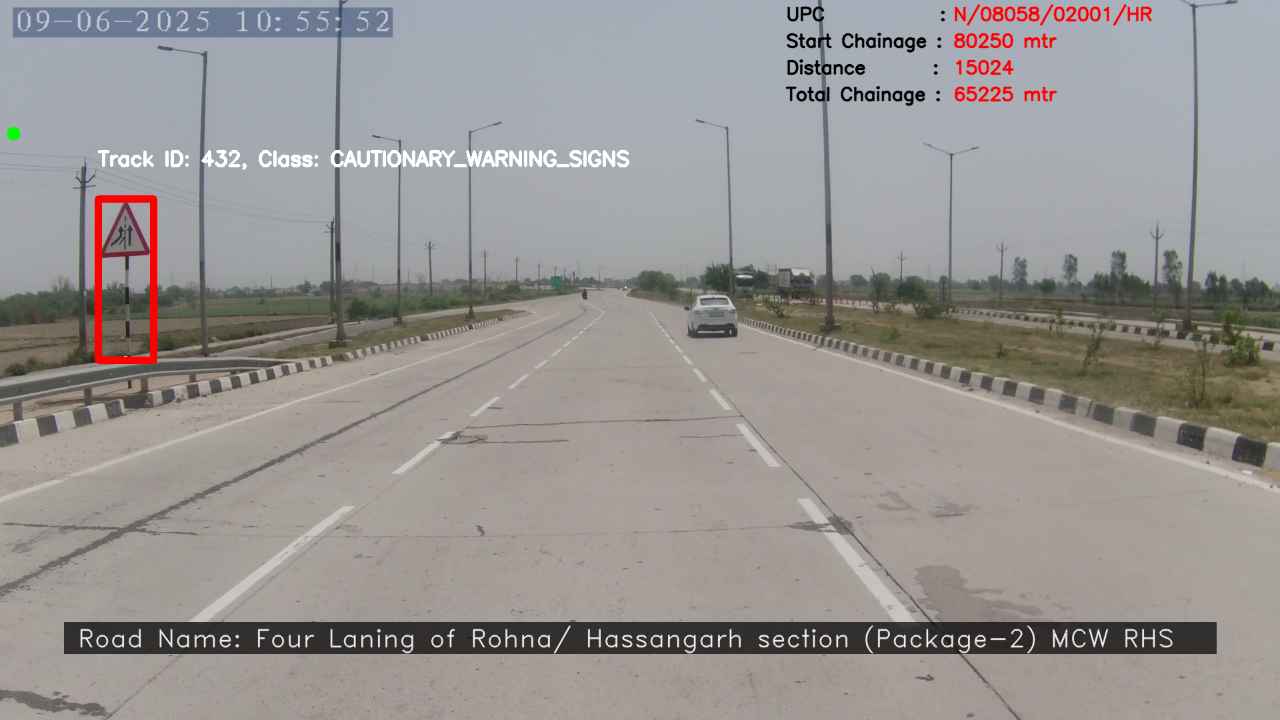 09-06-2025 10:55:52
UPC : N/08058/02001/HR
Start Chainage : 80250 mtr
Distance : 15024
Total Chainage : 65225 mtr
Track ID: 432, Class: CAUTIONARY_WARNING_SIGNS
Road Name: Four Laning of Rohna/ Hassangarh section (Package-2) MCW RHS